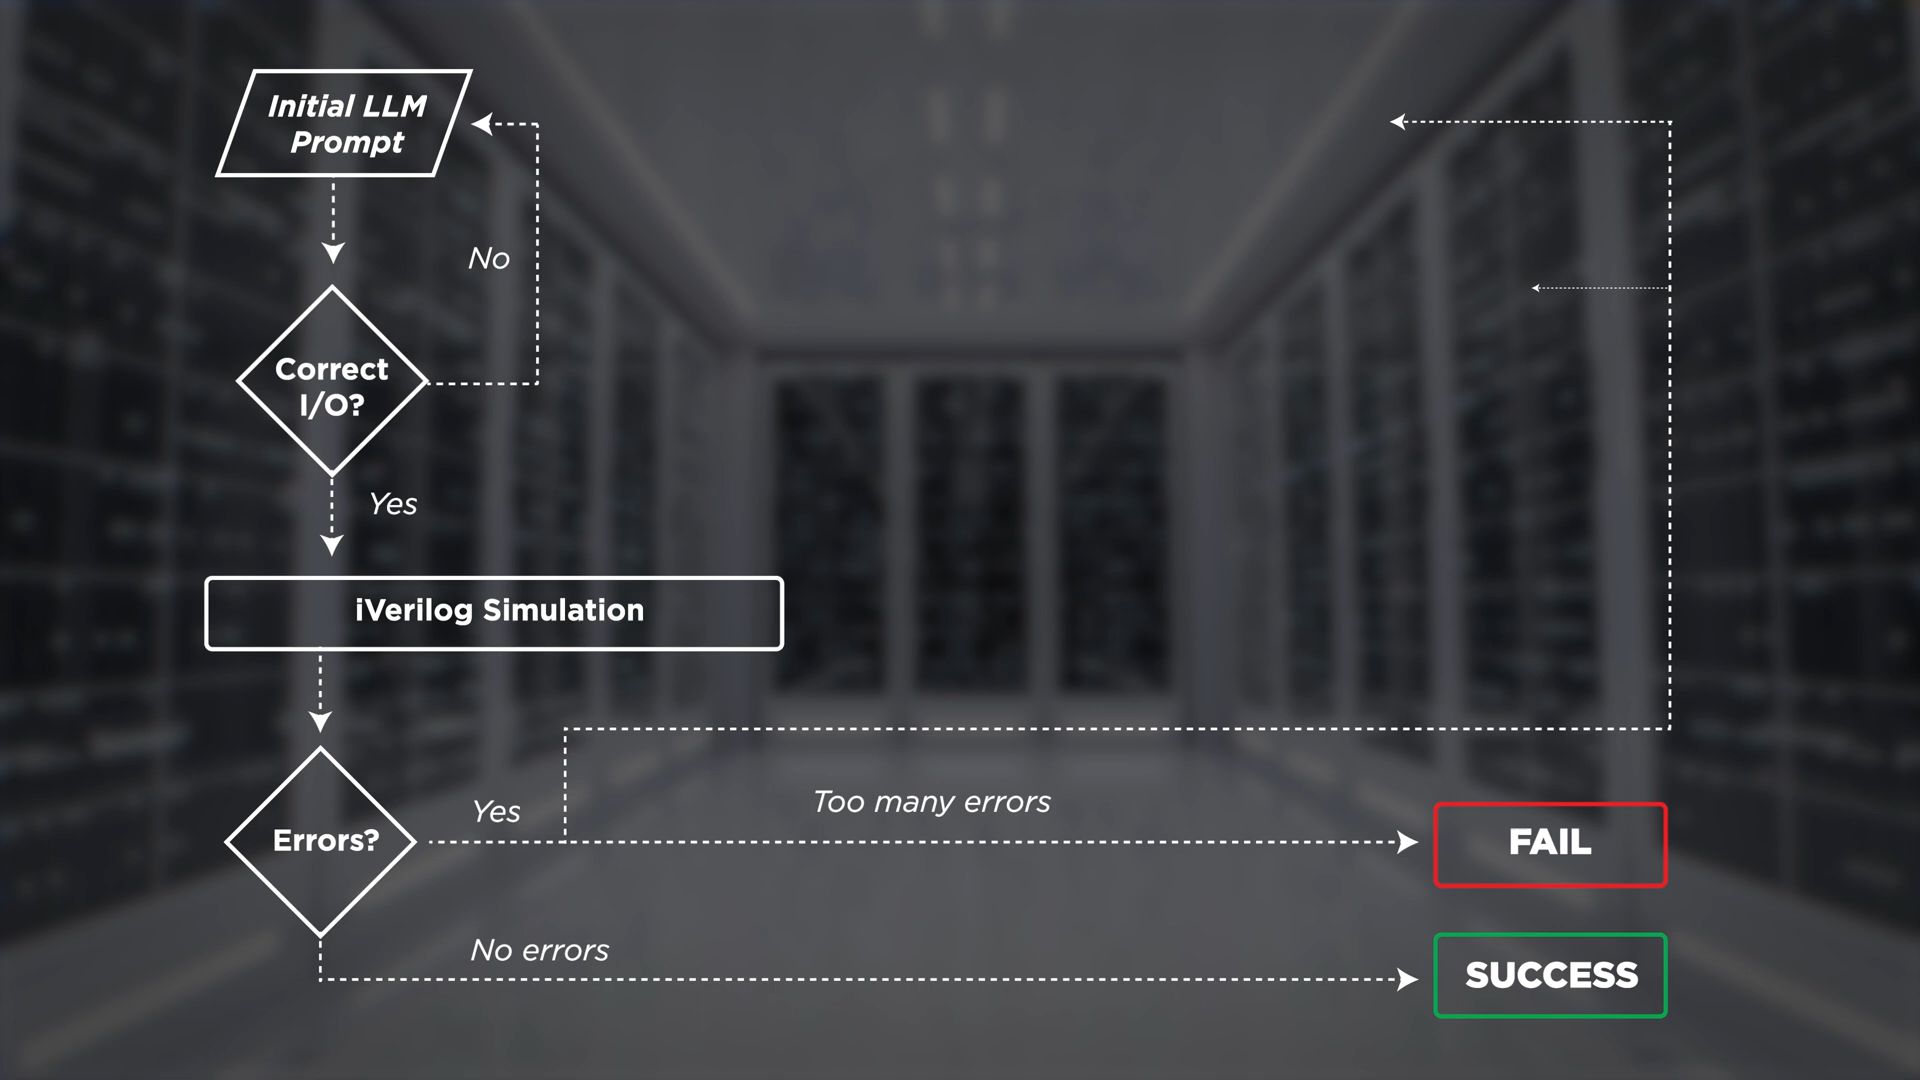 Initial LLM
Prompt
No
Correct
I/O?
Yes
iVerilog Simulation
Yes
Too many errors
Errors?
FAIL
No errors
SUCCESS